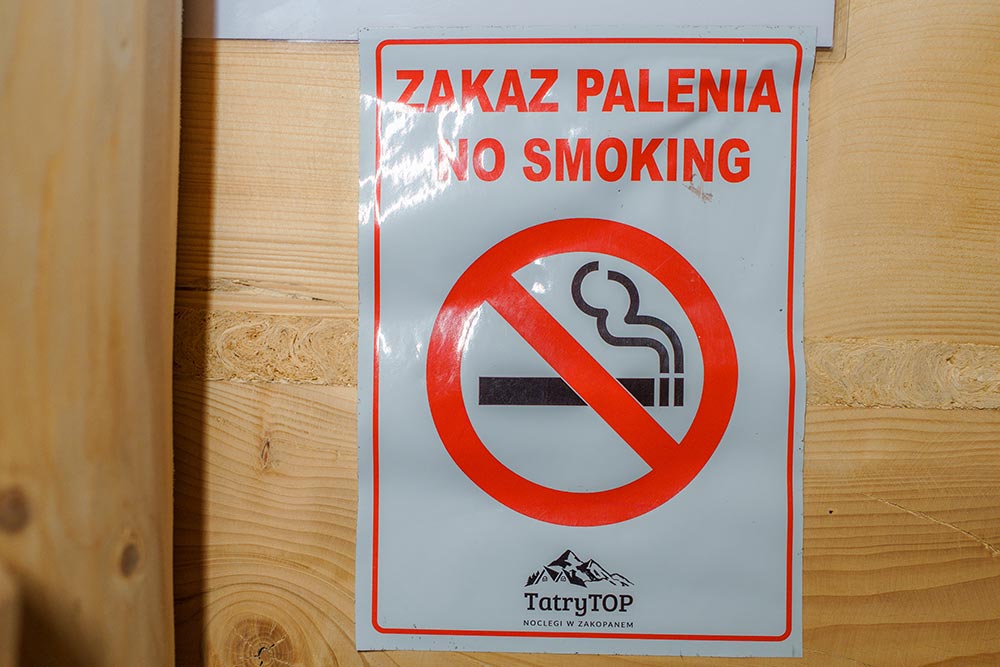 ZAKAZ PALENIA
NO SMOKING
TatryTOP
NOCLEGI W ZAKOPANEM